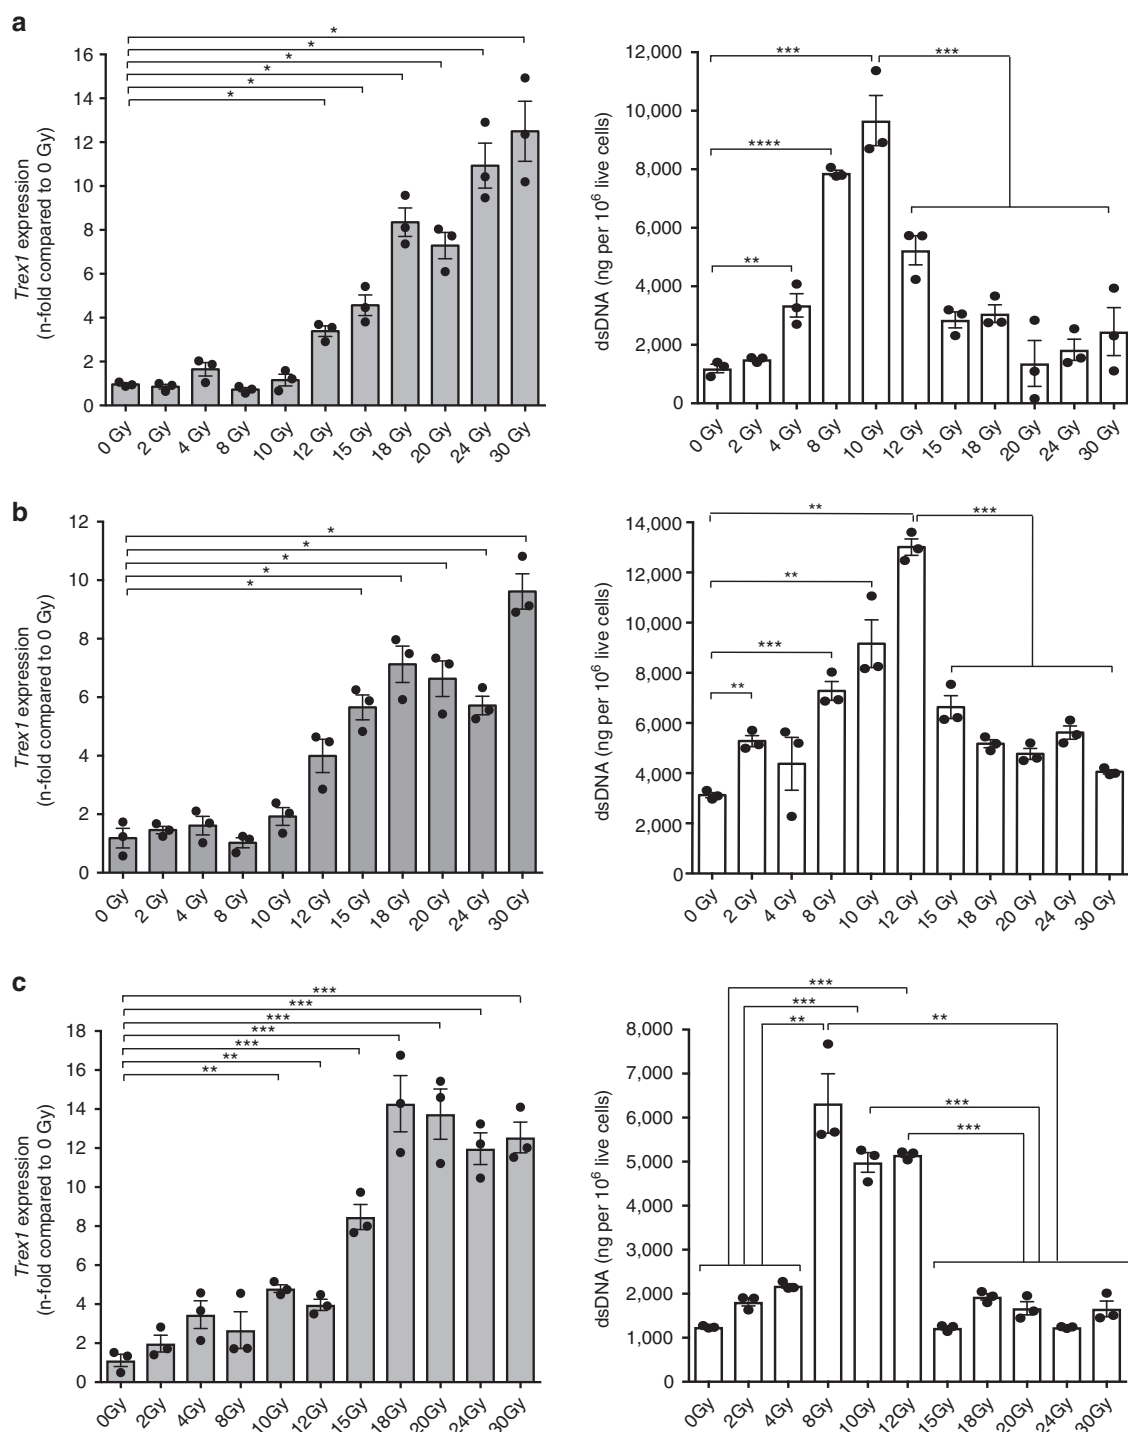 a
Trex1 expression
(n-fold compared to 0 Gy)
16
14
12
10
8
6
4
2
0
*
*
*
*
*
*
0 Gy
2 Gy
4 Gy
8 Gy
10 Gy
12 Gy
15 Gy
18 Gy
20 Gy
24 Gy
30 Gy
dsDNA (ng per 10⁶ live cells)
12,000
10,000
8,000
6,000
4,000
2,000
0
***
***
****
**
0 Gy
2 Gy
4 Gy
8 Gy
10 Gy
12 Gy
15 Gy
18 Gy
20 Gy
24 Gy
30 Gy
b
Trex1 expression
(n-fold compared to 0 Gy)
12
10
8
6
4
2
0
*
*
*
*
*
0 Gy
2 Gy
4 Gy
8 Gy
10 Gy
12 Gy
15 Gy
18 Gy
20 Gy
24 Gy
30 Gy
dsDNA (ng per 10⁶ live cells)
14,000
12,000
10,000
8,000
6,000
4,000
2,000
0
**
***
**
***
**
0 Gy
2 Gy
4 Gy
8 Gy
10 Gy
12 Gy
15 Gy
18 Gy
20 Gy
24 Gy
30 Gy
c
Trex1 expression
(n-fold compared to 0 Gy)
18
16
14
12
10
8
6
4
2
0
***
***
***
***
***
**
**
0Gy
2Gy
4Gy
8Gy
10Gy
12Gy
15Gy
18Gy
20Gy
24Gy
30Gy
dsDNA (ng per 10⁶ live cells)
8,000
7,000
6,000
5,000
4,000
3,000
2,000
1,000
0
***
***
**
**
***
***
0Gy
2Gy
4Gy
8Gy
10Gy
12Gy
15Gy
18Gy
20Gy
24Gy
30Gy